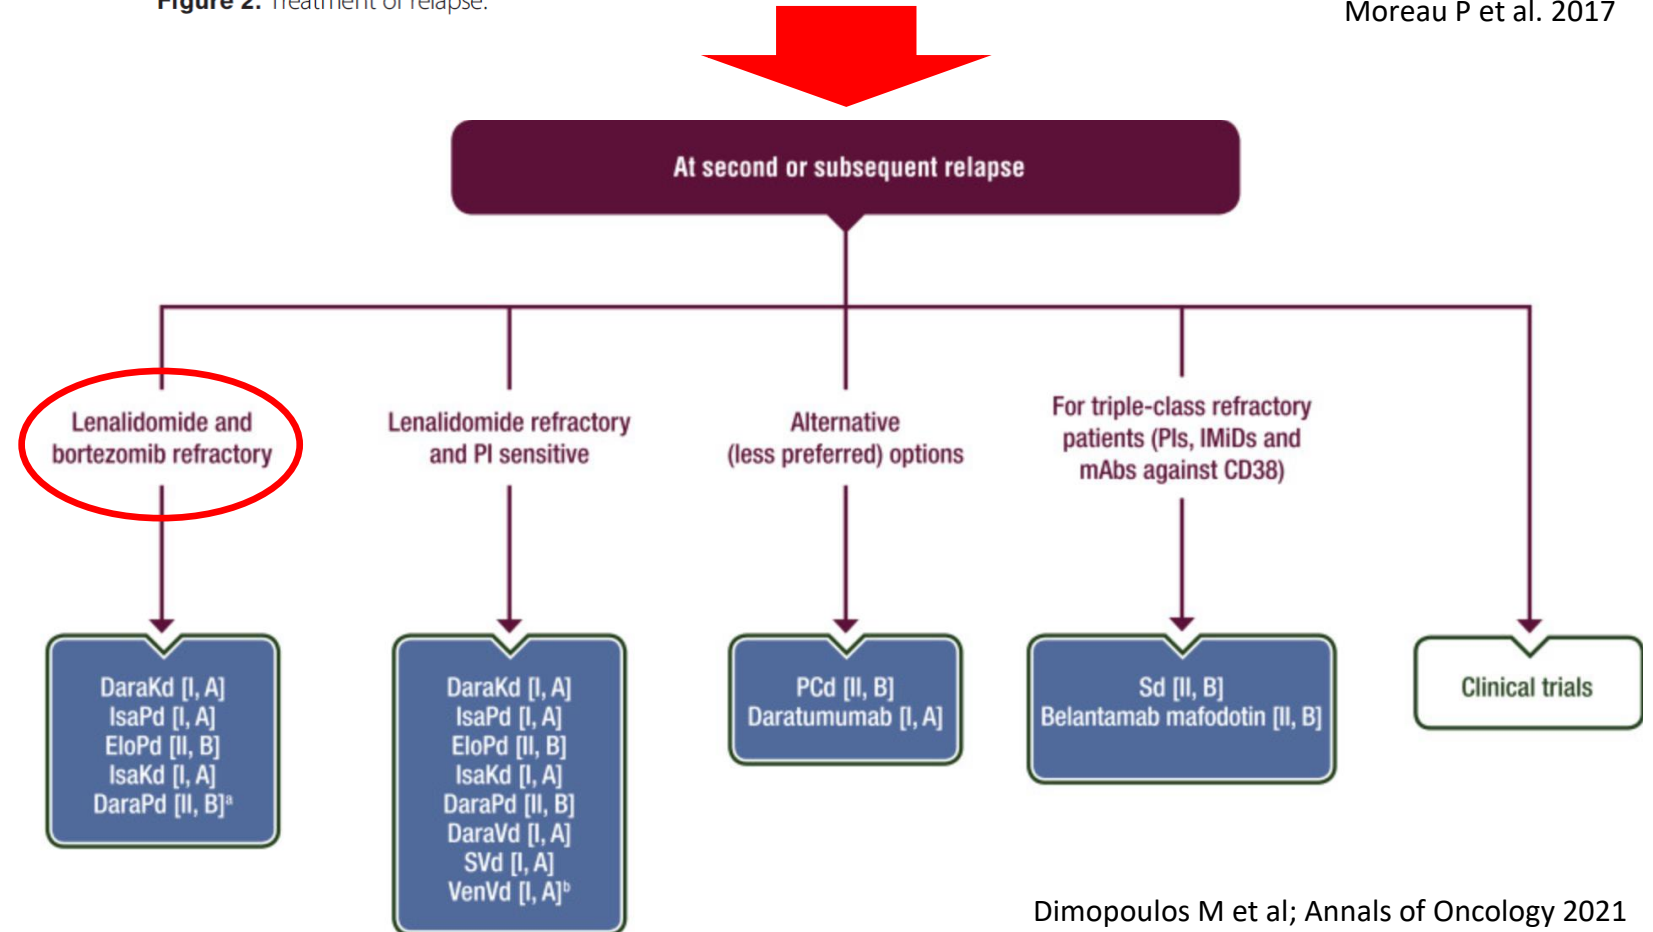 Figure 2. Treatment of relapse.
Moreau P et al. 2017
At second or subsequent relapse
Lenalidomide and
bortezomib refractory
Lenalidomide refractory
and PI sensitive
Alternative
(less preferred) options
For triple-class refractory
patients (PIs, IMiDs and
mAbs against CD38)
DaraKd [I, A]
IsaPd [I, A]
EloPd [II, B]
IsaKd [I, A]
DaraPd [II, B]ᵃ
DaraKd [I, A]
IsaPd [I, A]
EloPd [II, B]
IsaKd [I, A]
DaraPd [II, B]
DaraVd [I, A]
SVd [I, A]
VenVd [I, A]ᵇ
PCd [II, B]
Daratumumab [I, A]
Sd [II, B]
Belantamab mafodotin [II, B]
Clinical trials
Dimopoulos M et al; Annals of Oncology 2021